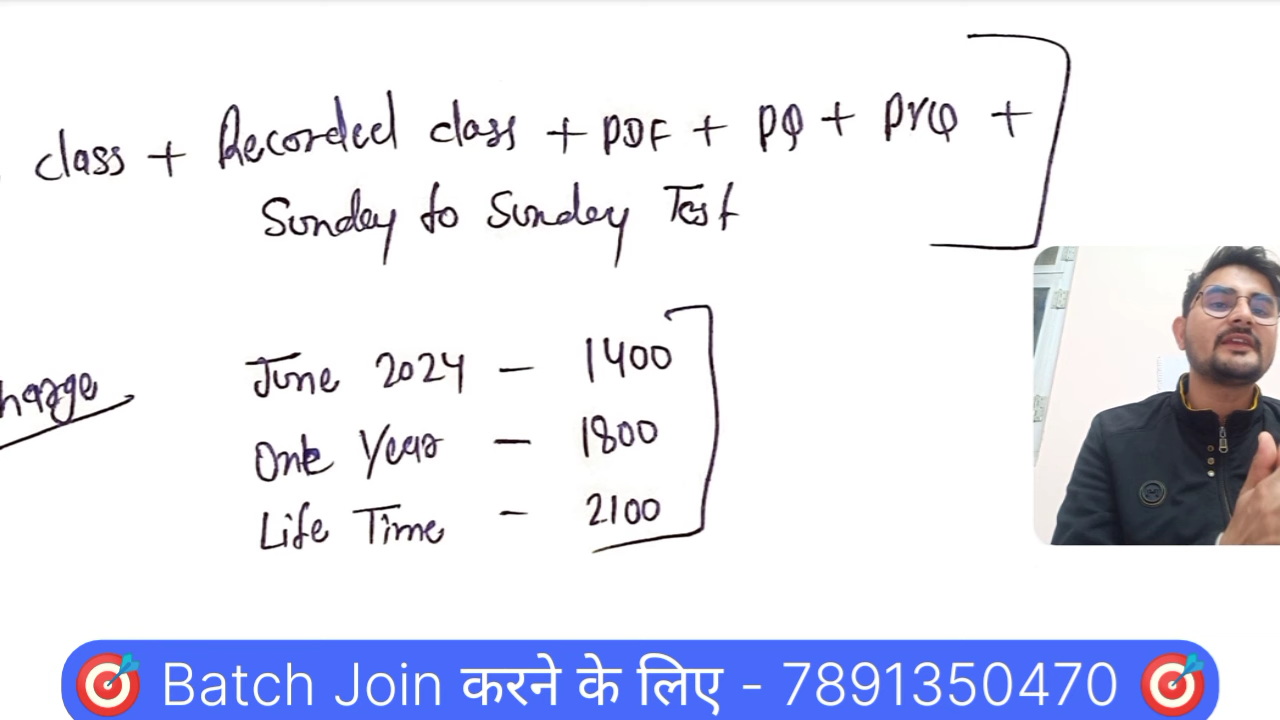 class + Recorded class + PDF + PQ + PYQ +
Sunday to Sunday Test
harge
June 2024 - 1400
One Year - 1800
Life Time - 2100
🎯 Batch Join करने के लिए - 7891350470 🎯